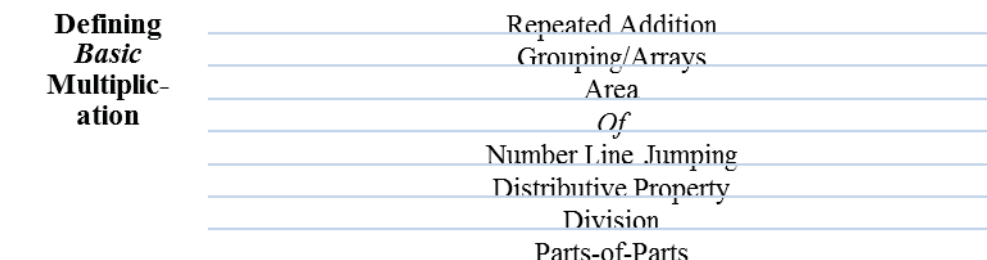 Defining
Basic
Multiplic-
ation
Repeated Addition
Grouping/Arrays
Area
Of
Number Line Jumping
Distributive Property
Division
Parts-of-Parts